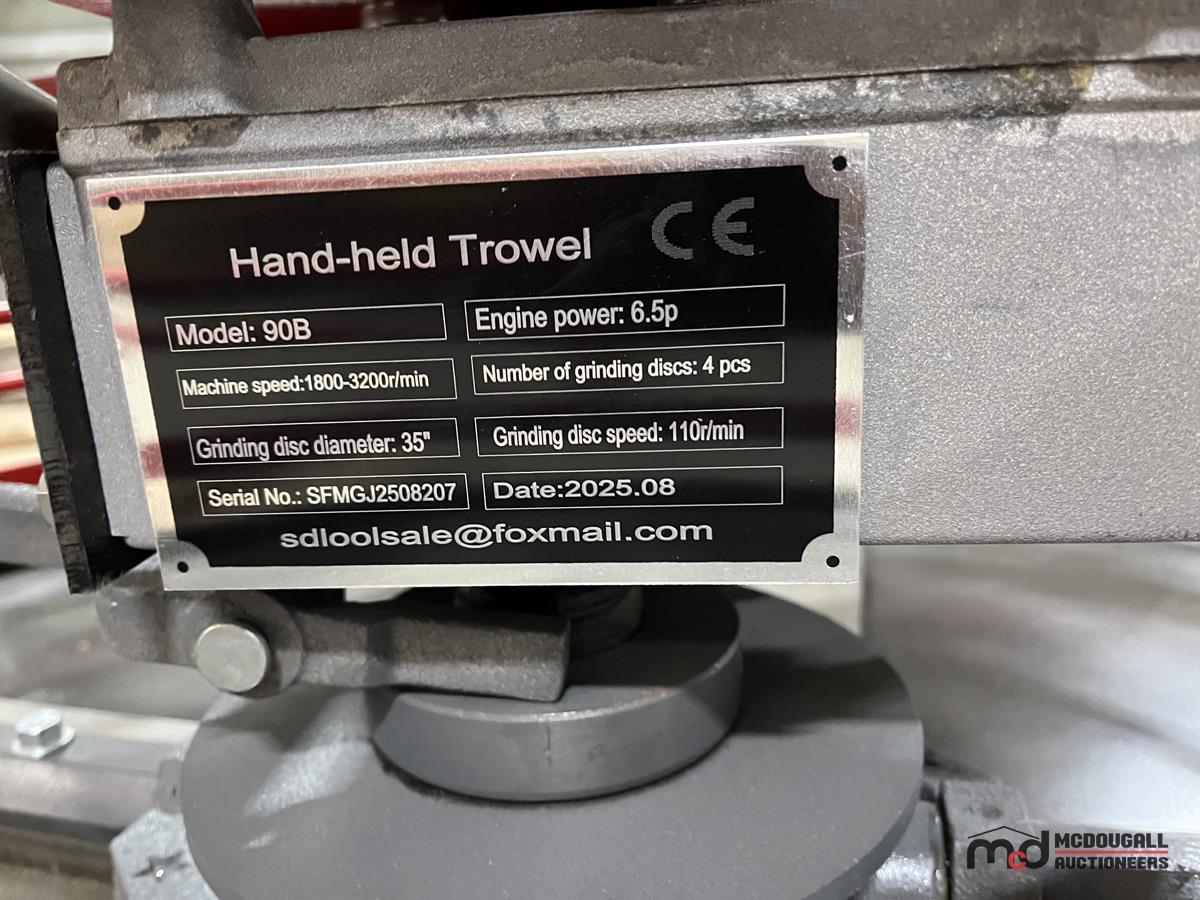 Hand-held Trowel CE
Model: 90B
Engine power: 6.5p
Machine speed:1800-3200r/min
Number of grinding discs: 4 pcs
Grinding disc diameter: 35"
Grinding disc speed: 110r/min
Serial No.: SFMGJ2508207
Date:2025.08
sdloolsale@foxmail.com
mcd MCDOUGALL
AUCTIONEERS